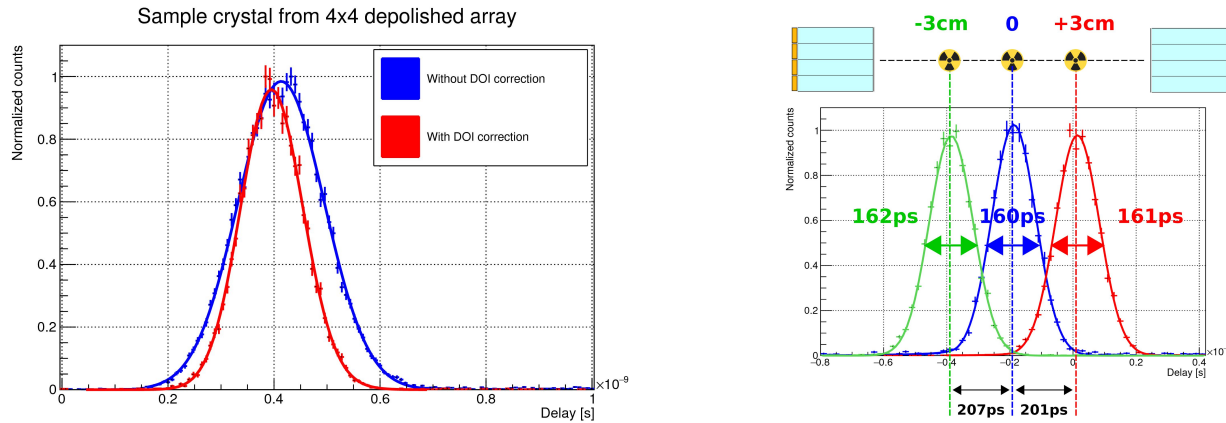 Sample crystal from 4x4 depolished array
Normalized counts
1
0.8
0.6
0.4
0.2
0
Without DOI correction
With DOI correction
0 0.2 0.4 0.6 0.8 1
×10⁻⁹
Delay [s]
-3cm 0 +3cm
Normalized counts
1
0.8
0.6
0.4
0.2
0
162ps 160ps 161ps
-0.8 -0.6 -0.4 -0.2 0 0.2 0.4
Delay [s]
207ps 201ps